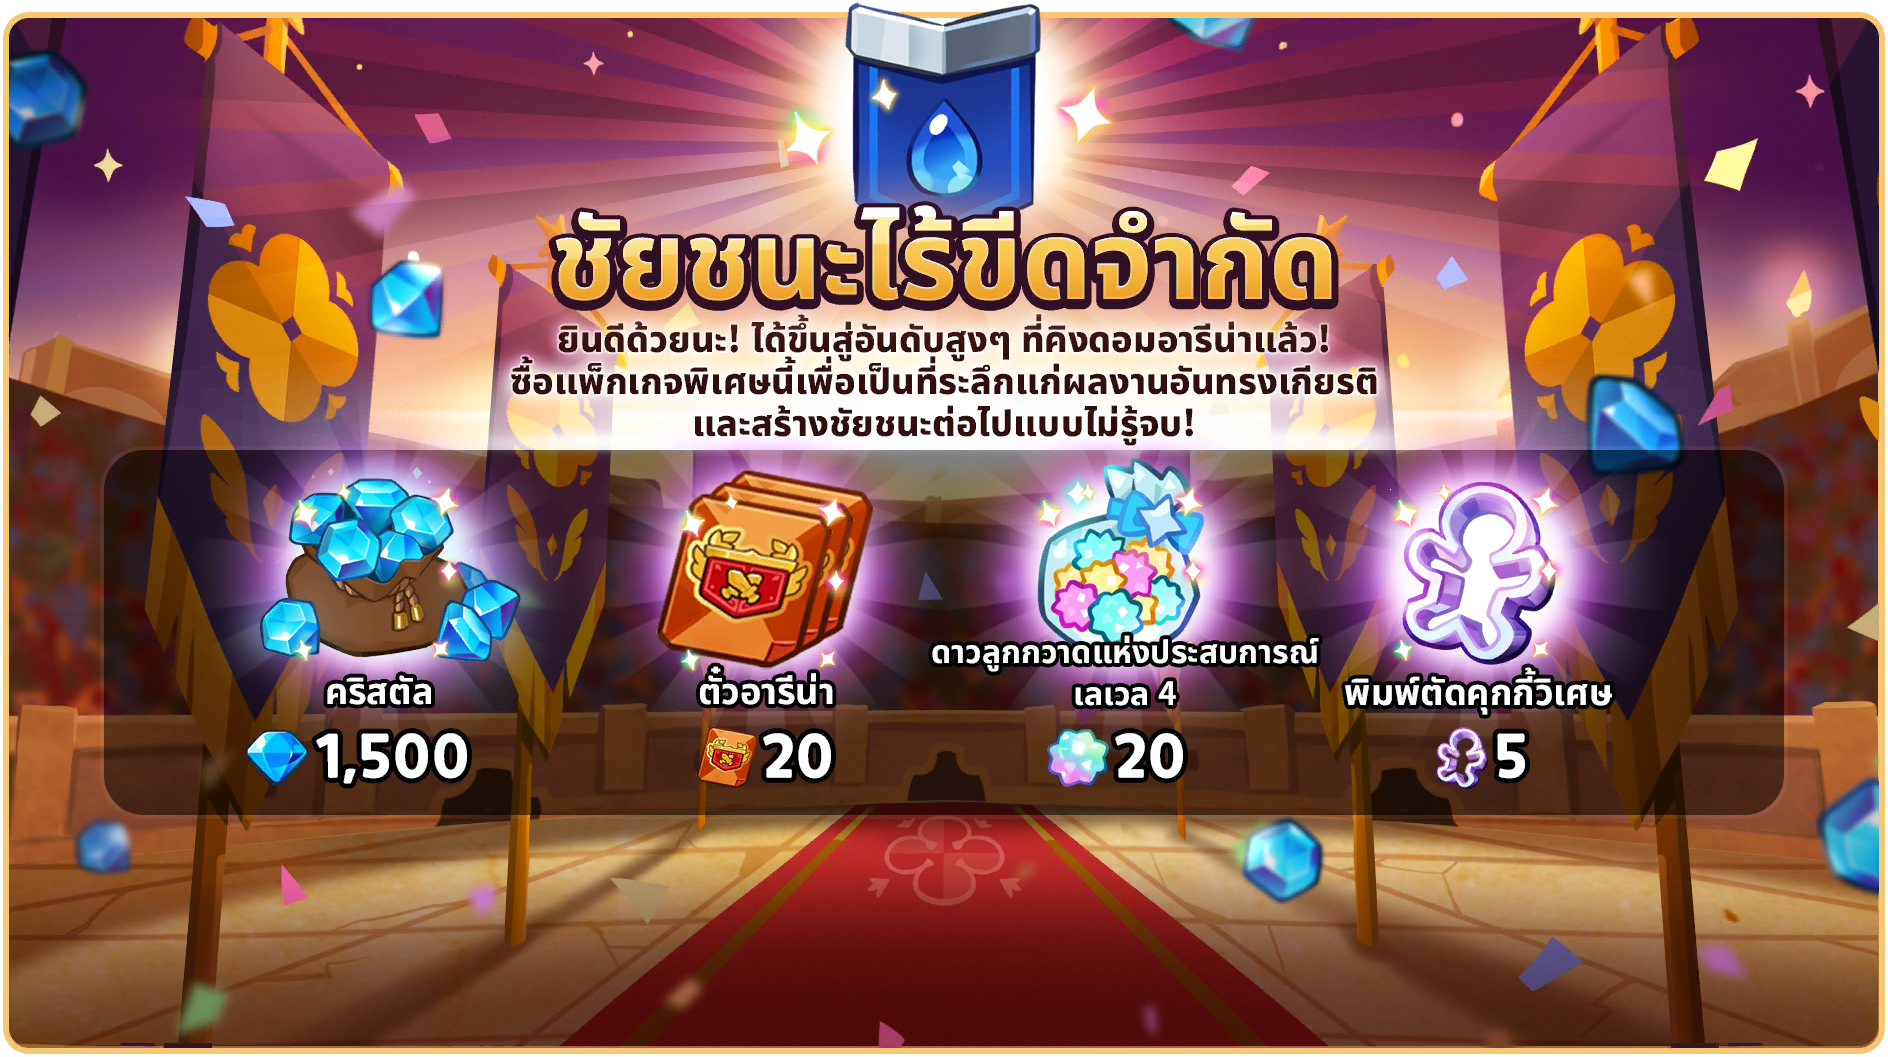 ชัยชนะไร้ขีดจำกัด
ยินดีด้วยนะ! ได้ขึ้นสู่อันดับสูงๆ ที่คิงดอมอารีน่าแล้ว!
ซื้อแพ็กเกจพิเศษนี้เพื่อเป็นที่ระลึกแก่ผลงานอันทรงเกียรติ
และสร้างชัยชนะต่อไปแบบไม่รู้จบ!
คริสตัล
1,500
ตั๋วอารีน่า
20
ดาวลูกกวาดแห่งประสบการณ์
เลเวล 4
20
พิมพ์ตัดคุกกี้วิเศษ
5